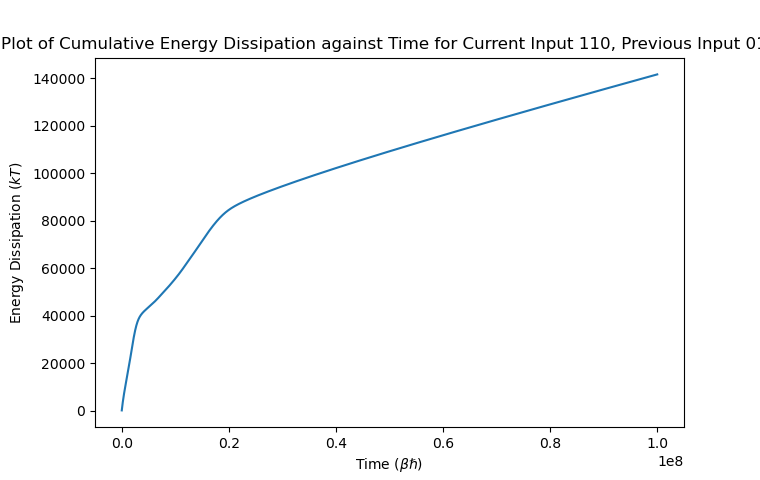 Plot of Cumulative Energy Dissipation against Time for Current Input 110, Previous Input 01
140000
120000
100000
80000
60000
40000
20000
0
Energy Dissipation (kT)
0.0 0.2 0.4 0.6 0.8 1.0
1e8
Time (βħ)